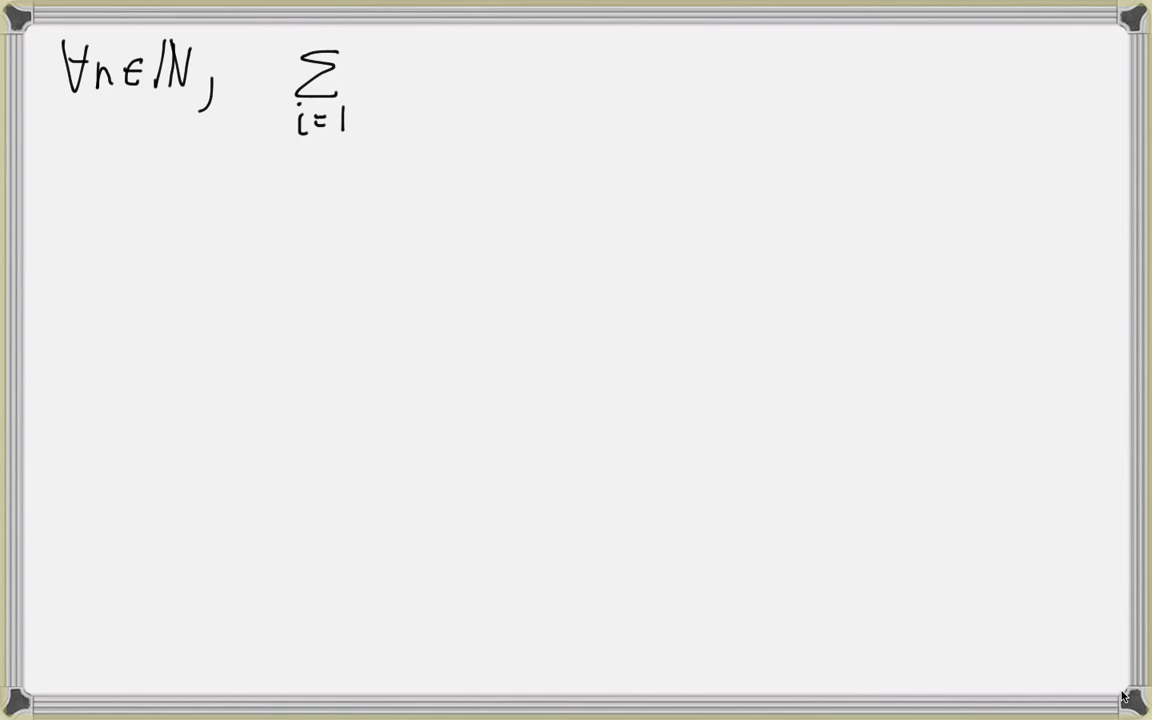 ∀n∈ℕ, ∑
i=1